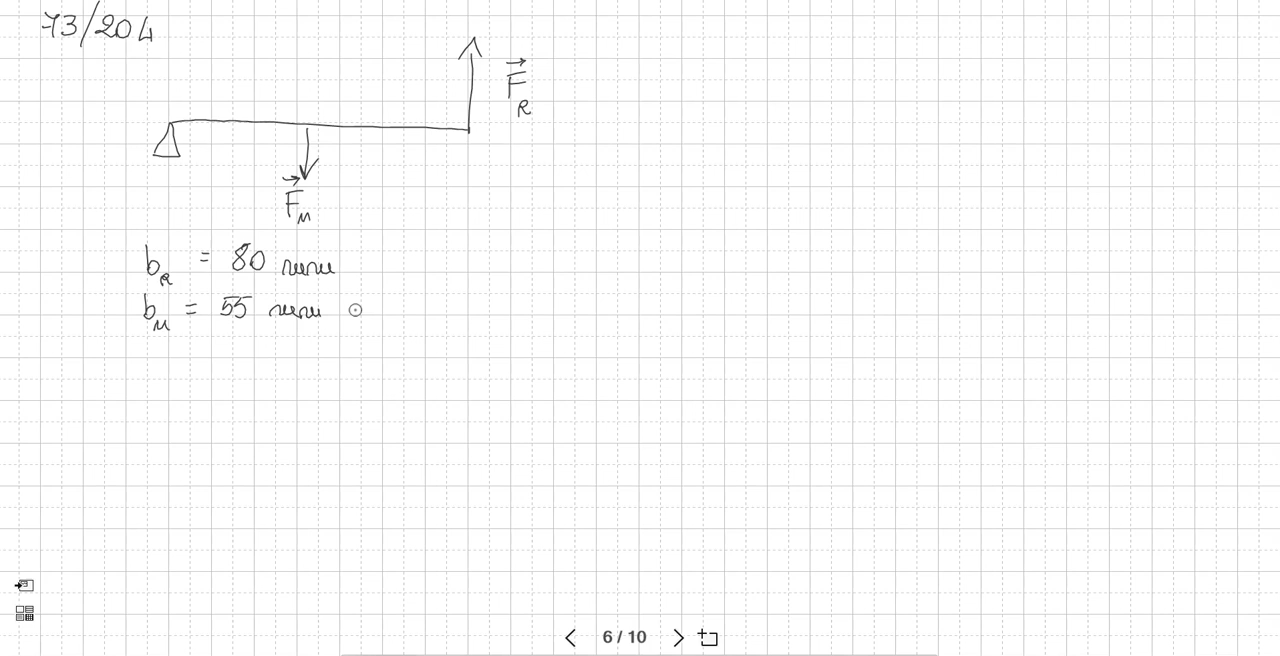 73/204
F_R
F_M
b_R = 80 mm
b_M = 55 mm
6 / 10